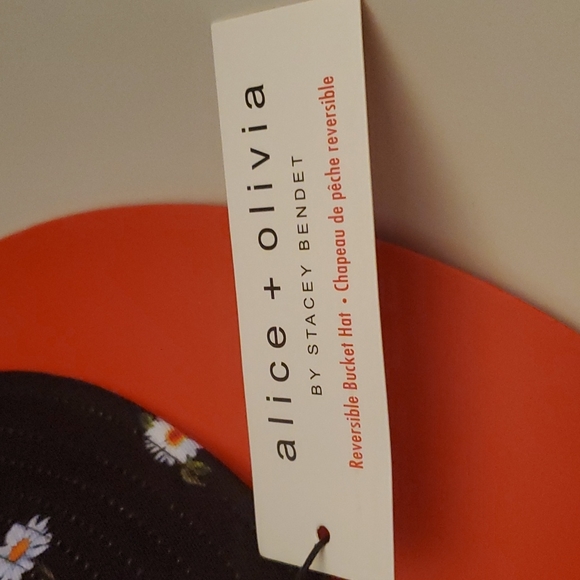 alice + olivia
BY STACEY BENDET
Reversible Bucket Hat • Chapeau de pêche reversible